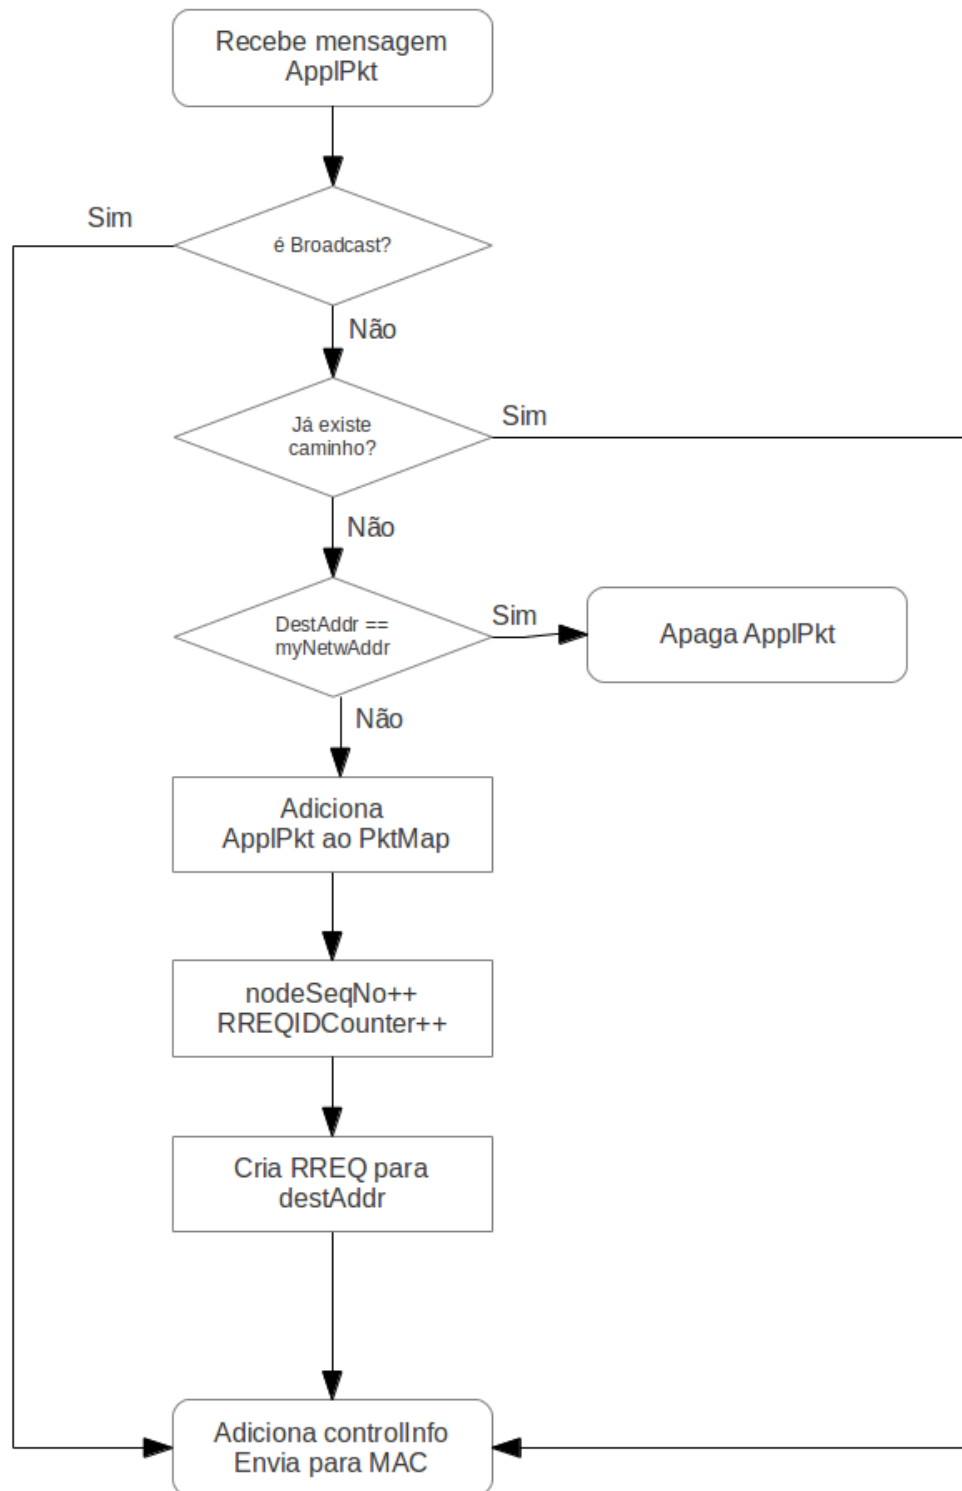 Recebe mensagem
ApplPkt
Sim
é Broadcast?
Não
Já existe
caminho?
Sim
Não
DestAddr ==
myNetwAddr
Sim
Apaga ApplPkt
Não
Adiciona
ApplPkt ao PktMap
nodeSeqNo++
RREQIDCounter++
Cria RREQ para
destAddr
Adiciona controlInfo
Envia para MAC